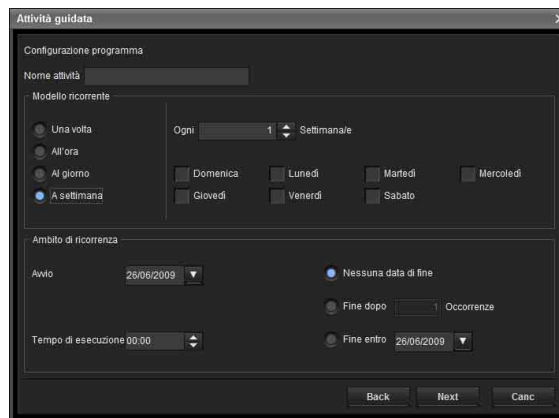 Attività guidata
Configurazione programma
Nome attività
Modello ricorrente
Una volta
Ogni 1 Settimana/e
All'ora
Al giorno
Domenica Lunedì Martedì Mercoledì
A settimana
Giovedì Venerdì Sabato
Ambito di ricorrenza
Avvio 26/06/2009
Nessuna data di fine
Fine dopo 1 Occorrenze
Tempo di esecuzione 00:00
Fine entro 26/06/2009
Back Next Canc